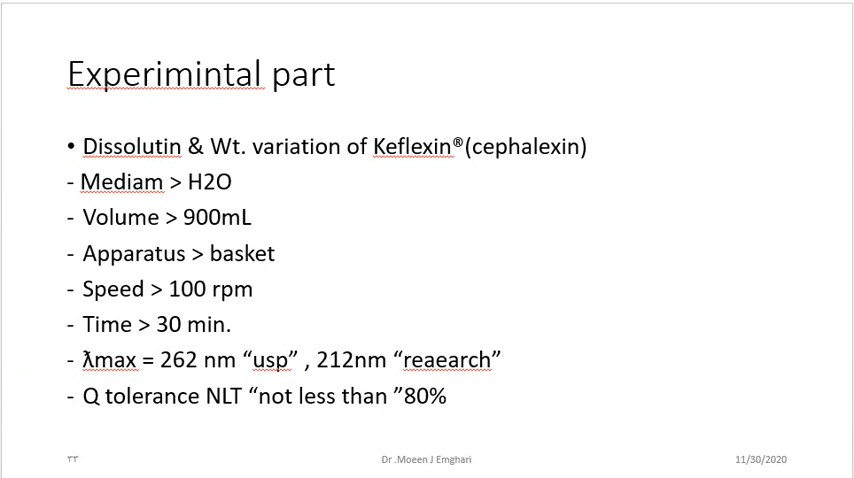 Experimintal part
• Dissolutin & Wt. variation of Keflexin®(cephalexin)
- Mediam > H2O
- Volume > 900mL
- Apparatus > basket
- Speed > 100 rpm
- Time > 30 min.
- ƛmax = 262 nm “usp” , 212nm “reaearch”
- Q tolerance NLT “not less than ”80%
٣٣ Dr .Moeen J Emghari 11/30/2020